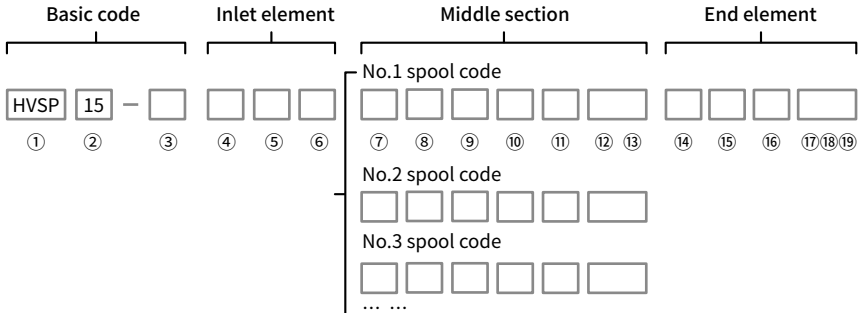 Basic code Inlet element Middle section End element
No.1 spool code
HVSP 15 –
① ② ③ ④ ⑤ ⑥ ⑦ ⑧ ⑨ ⑩ ⑪ ⑫ ⑬ ⑭ ⑮ ⑯ ⑰⑱⑲
No.2 spool code
No.3 spool code
... ...